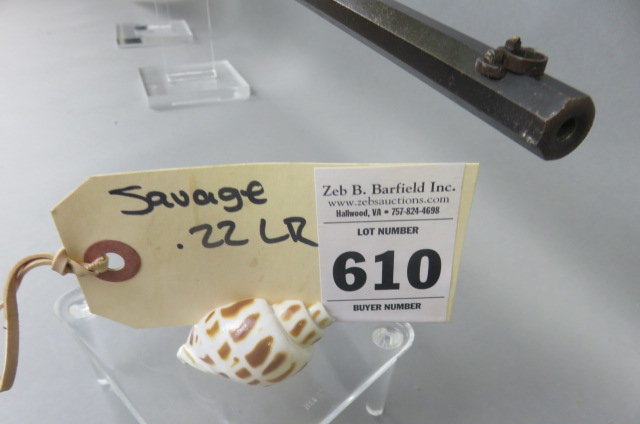 Savage
.22 LR
Zeb B. Barfield Inc.
www.zebsauctions.com
Hallwood, VA • 757-824-4698
LOT NUMBER
610
BUYER NUMBER